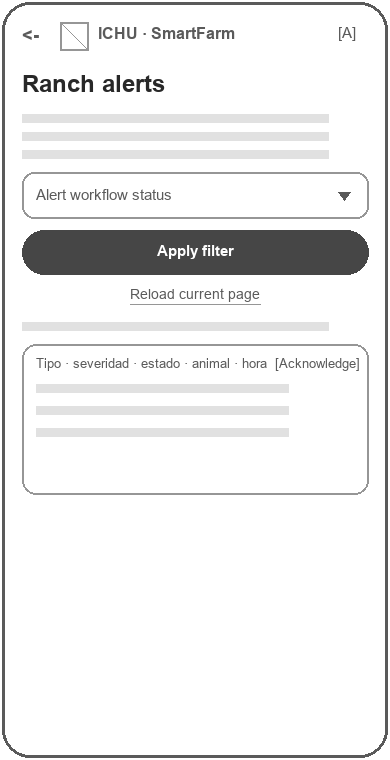 <- ICHU · SmartFarm [A]
Ranch alerts
Alert workflow status
Apply filter
Reload current page
Tipo · severidad · estado · animal · hora [Acknowledge]